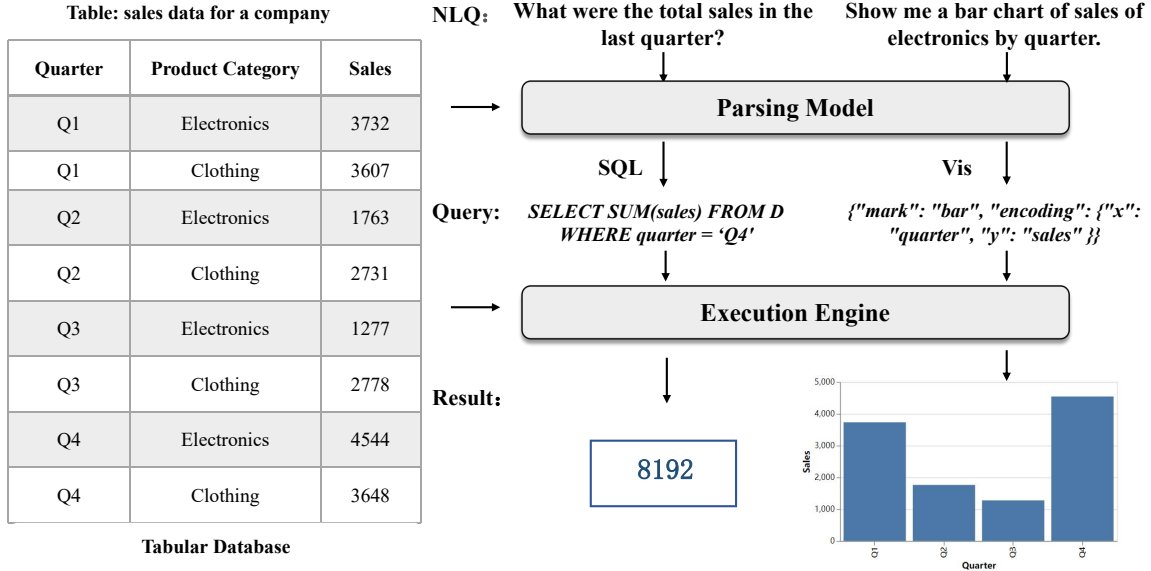 Table: sales data for a company
Quarter Product Category Sales
Q1 Electronics 3732
Q1 Clothing 3607
Q2 Electronics 1763
Q2 Clothing 2731
Q3 Electronics 1277
Q3 Clothing 2778
Q4 Electronics 4544
Q4 Clothing 3648
Tabular Database
NLQ：
What were the total sales in the
last quarter?
Show me a bar chart of sales of
electronics by quarter.
Parsing Model
SQL
Vis
Query:
SELECT SUM(sales) FROM D
WHERE quarter = ‘Q4'
{"mark": "bar", "encoding": {"x":
"quarter", "y": "sales" }}
Execution Engine
Result：
8192
5,000
4,000
3,000
2,000
1,000
0
Sales
Q1 Q2 Q3 Q4
Quarter